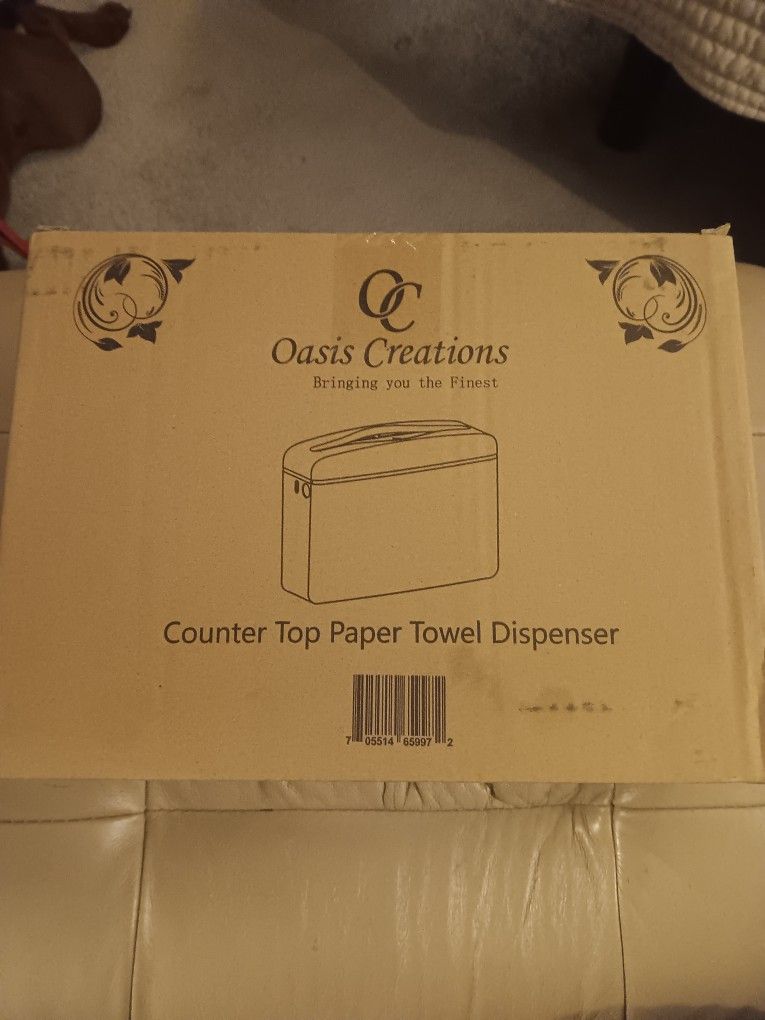 OC
Oasis Creations
Bringing you the Finest
Counter Top Paper Towel Dispenser
7 05514 65997 2